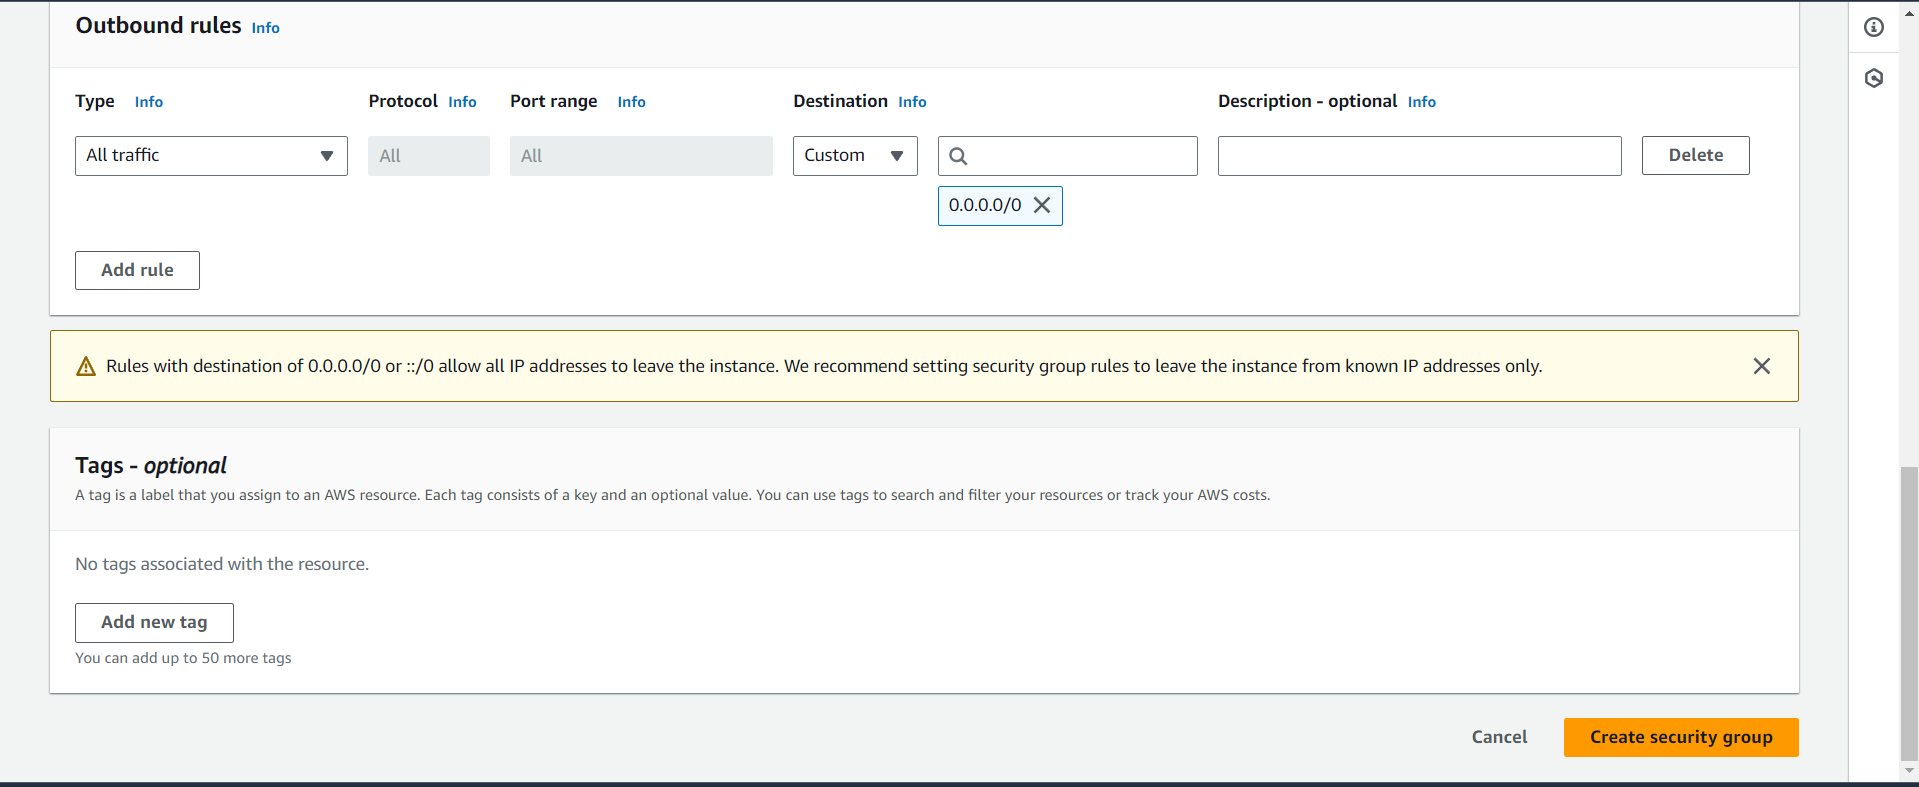 Outbound rules Info
Type Info Protocol Info Port range Info Destination Info Description - optional Info
All traffic All All Custom Delete
0.0.0.0/0
Add rule
Rules with destination of 0.0.0.0/0 or ::/0 allow all IP addresses to leave the instance. We recommend setting security group rules to leave the instance from known IP addresses only.
Tags - optional
A tag is a label that you assign to an AWS resource. Each tag consists of a key and an optional value. You can use tags to search and filter your resources or track your AWS costs.
No tags associated with the resource.
Add new tag
You can add up to 50 more tags
Cancel Create security group